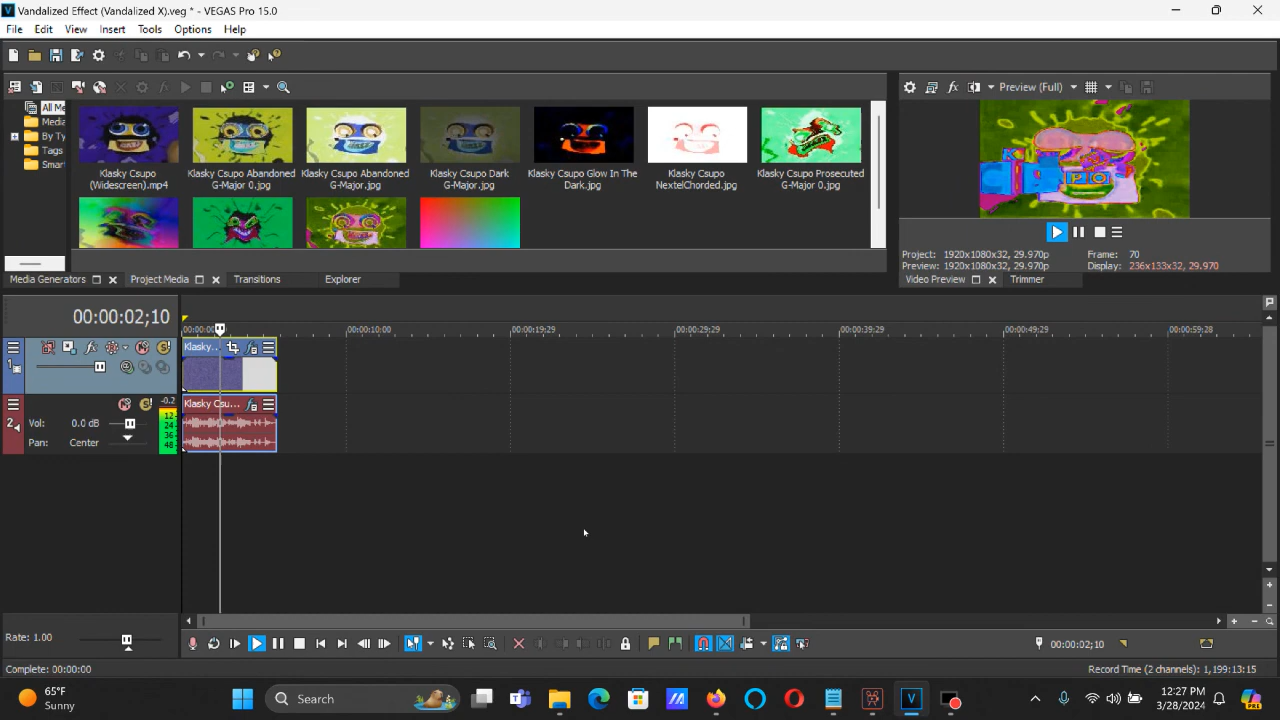 Vandalized Effect (Vandalized X).veg * - VEGAS Pro 15.0
File Edit View Insert Tools Options Help
All Me
Media
By Ty
Tags
Smar
Klasky Csupo (Widescreen).mp4
Klasky Csupo Abandoned G-Major 0.jpg
Klasky Csupo Abandoned G-Major.jpg
Klasky Csupo Dark G-Major.jpg
Klasky Csupo Glow In The Dark.jpg
Klasky Csupo NextelChorded.jpg
Klasky Csupo Prosecuted G-Major 0.jpg
Preview (Full)
Project: 1920x1080x32, 29.970p Frame: 70
Preview: 1920x1080x32, 29.970p Display: 236x133x32, 29.970
Media Generators Project Media Transitions Explorer
Video Preview Trimmer
00:00:02;10
00:00:00 00:00:10:00 00:00:19:29 00:00:29:29 00:00:39:29 00:00:49:29 00:00:59:28
1 Klasky...
2 Klasky Csu...
-0.2
Vol: 0.0 dB
12
24
36
48
Pan: Center
Rate: 1.00
00:00:02;10
Complete: 00:00:00
Record Time (2 channels): 1,199:13:15
65°F
Sunny
Search
12:27 PM
3/28/2024
PRE